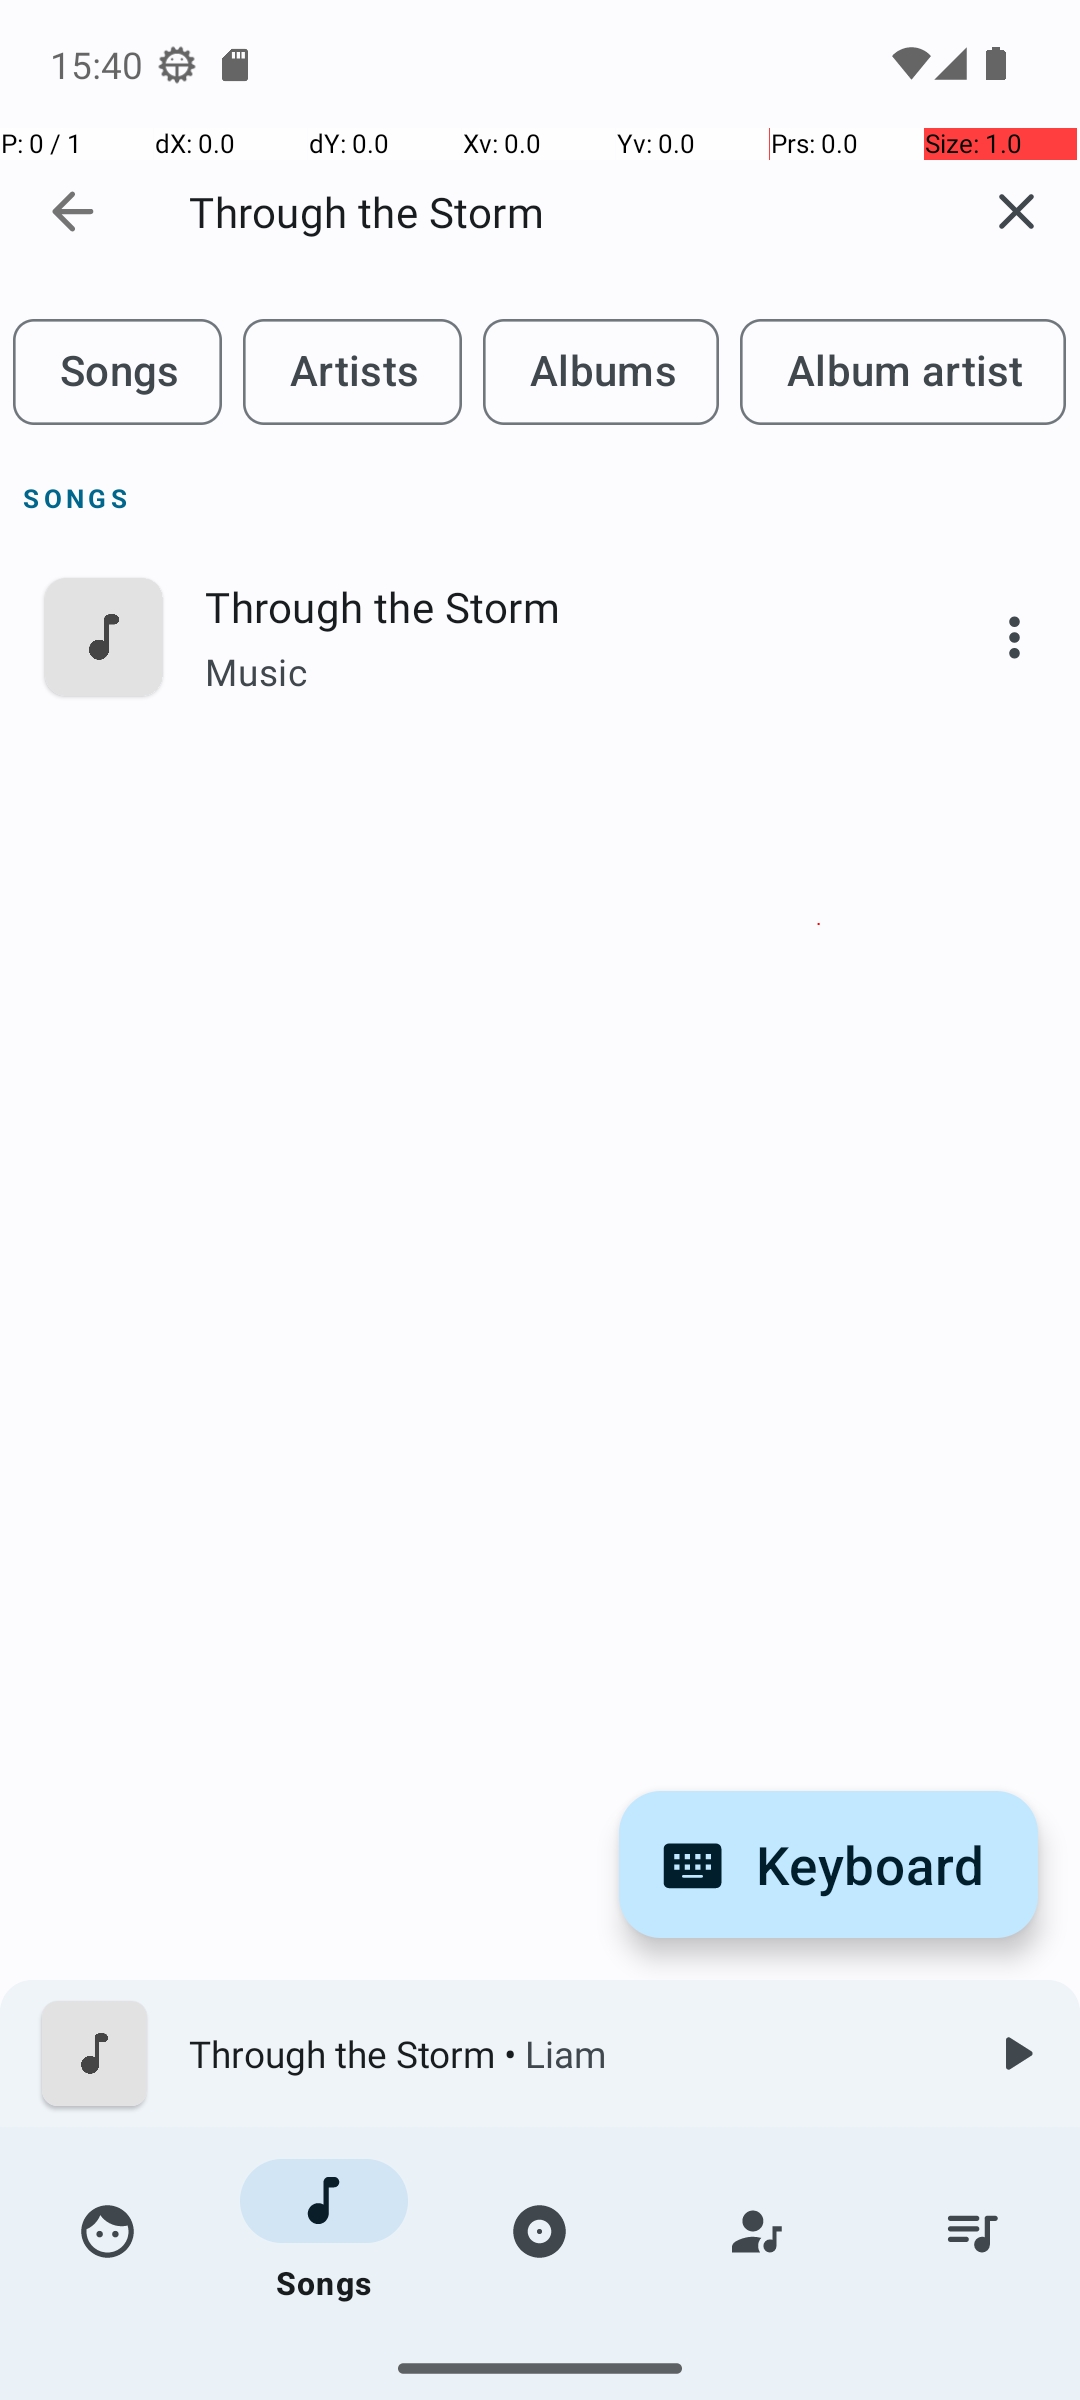 15:40
P: 0 / 1 dX: 0.0 dY: 0.0 Xv: 0.0 Yv: 0.0 Prs: 0.0 Size: 1.0
Through the Storm
Songs Artists Albums Album artist
SONGS
Through the Storm
Music
Keyboard
Through the Storm • Liam
Songs